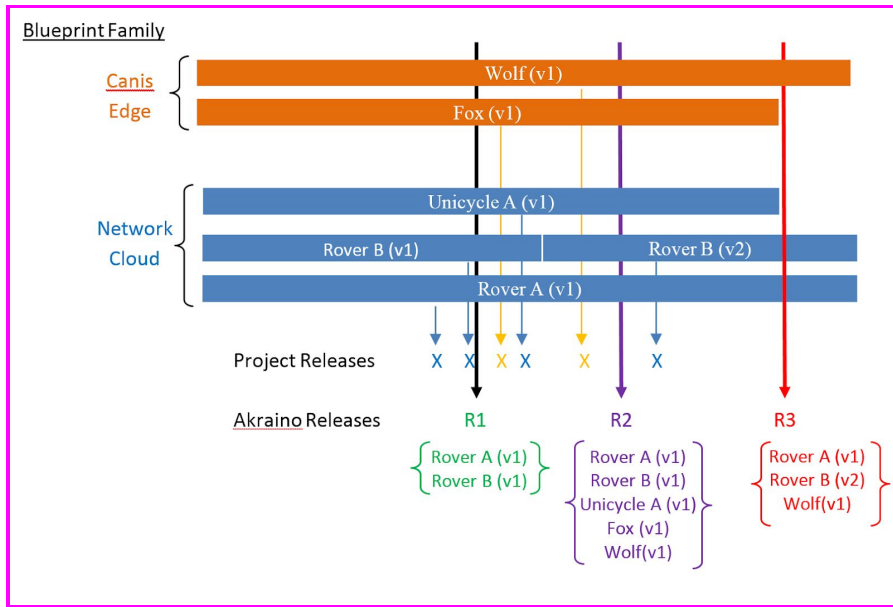 Blueprint Family
Canis
Edge
Wolf (v1)
Fox (v1)
Network
Cloud
Unicycle A (v1)
Rover B (v1)
Rover B (v2)
Rover A (v1)
Project Releases
X X X X X X
Akraino Releases
R1
R2
R3
Rover A (v1)
Rover B (v1)
Rover A (v1)
Rover B (v1)
Unicycle A (v1)
Fox (v1)
Wolf(v1)
Rover A (v1)
Rover B (v2)
Wolf(v1)